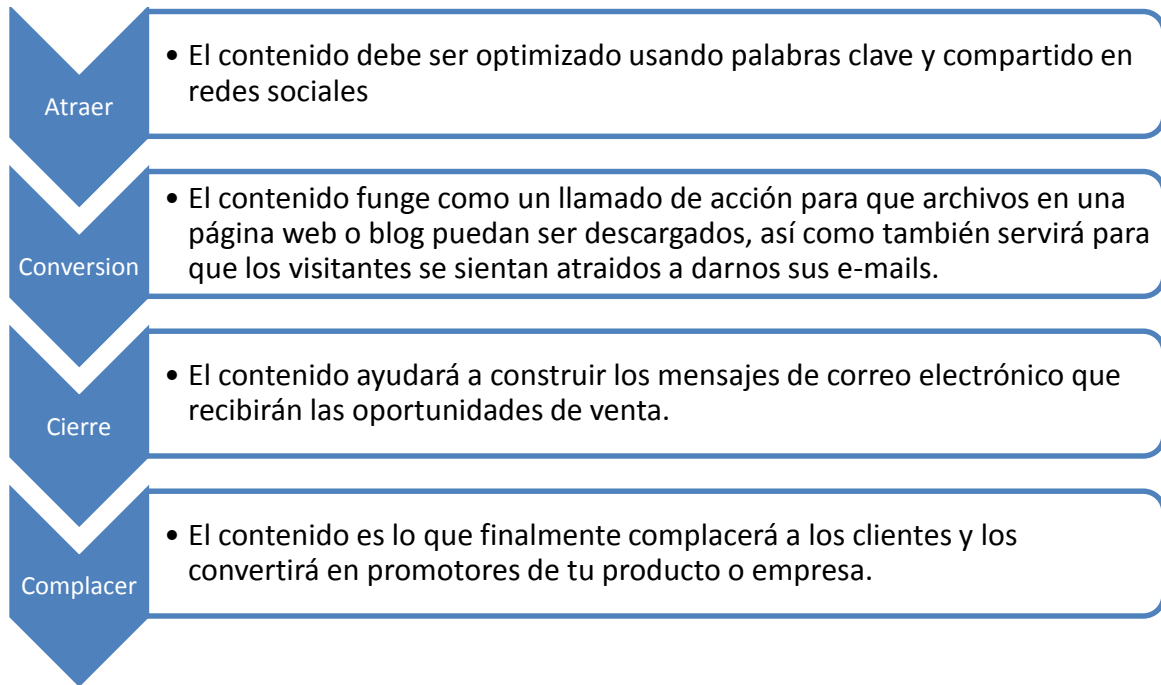 Atraer
• El contenido debe ser optimizado usando palabras clave y compartido en
redes sociales
Conversion
• El contenido funge como un llamado de acción para que archivos en una
página web o blog puedan ser descargados, así como también servirá para
que los visitantes se sientan atraidos a darnos sus e-mails.
Cierre
• El contenido ayudará a construir los mensajes de correo electrónico que
recibirán las oportunidades de venta.
Complacer
• El contenido es lo que finalmente complacerá a los clientes y los
convertirá en promotores de tu producto o empresa.